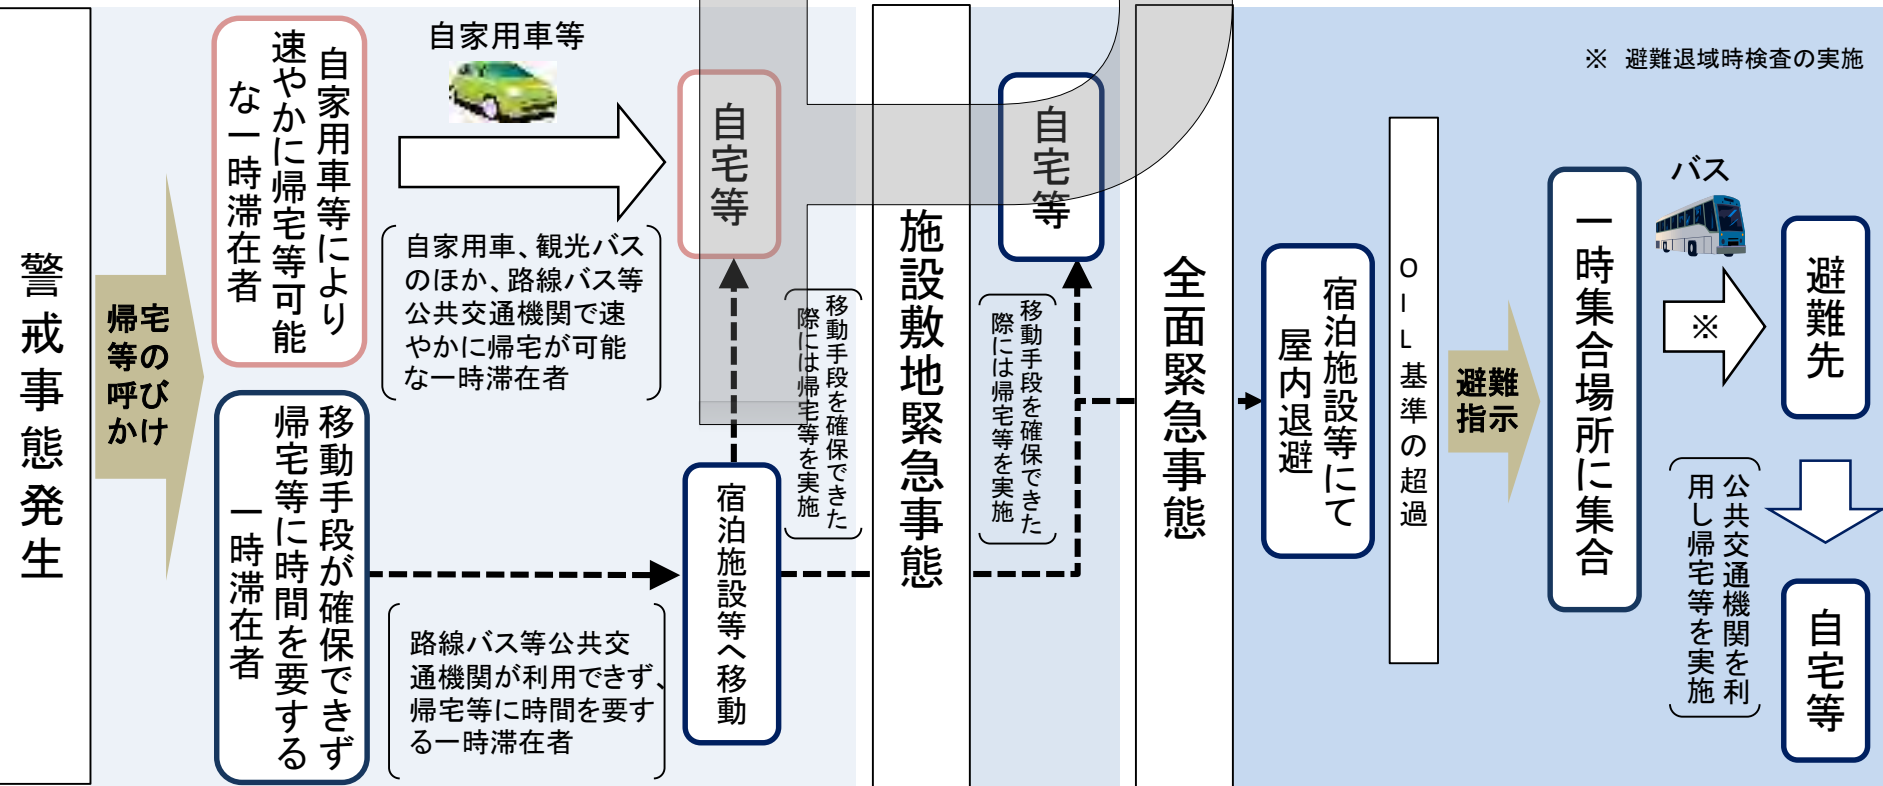 警戒事態発生
帰宅
等の
呼び
かけ
自家用車等により
速やかに帰宅等可能
な一時滞在者
移動手段が確保できず
帰宅等に時間を要する
一時滞在者
自家用車等
自家用車、観光バス
のほか、路線バス等
公共交通機関で速
やかに帰宅が可能
な一時滞在者
路線バス等公共交
通機関が利用できず、
帰宅等に時間を要す
る一時滞在者
自宅等
宿泊施設等へ移動
移動手段を確保できた
際には帰宅等を実施
施設敷地緊急事態
自宅等
移動手段を確保できた
際には帰宅等を実施
全面緊急事態
宿泊施設等にて
屋内退避
OIL基準の超過
避難
指示
一時集合場所に集合
※ 避難退域時検査の実施
バス
※
避難先
公共交通機関を利
用し帰宅等を実施
自宅等